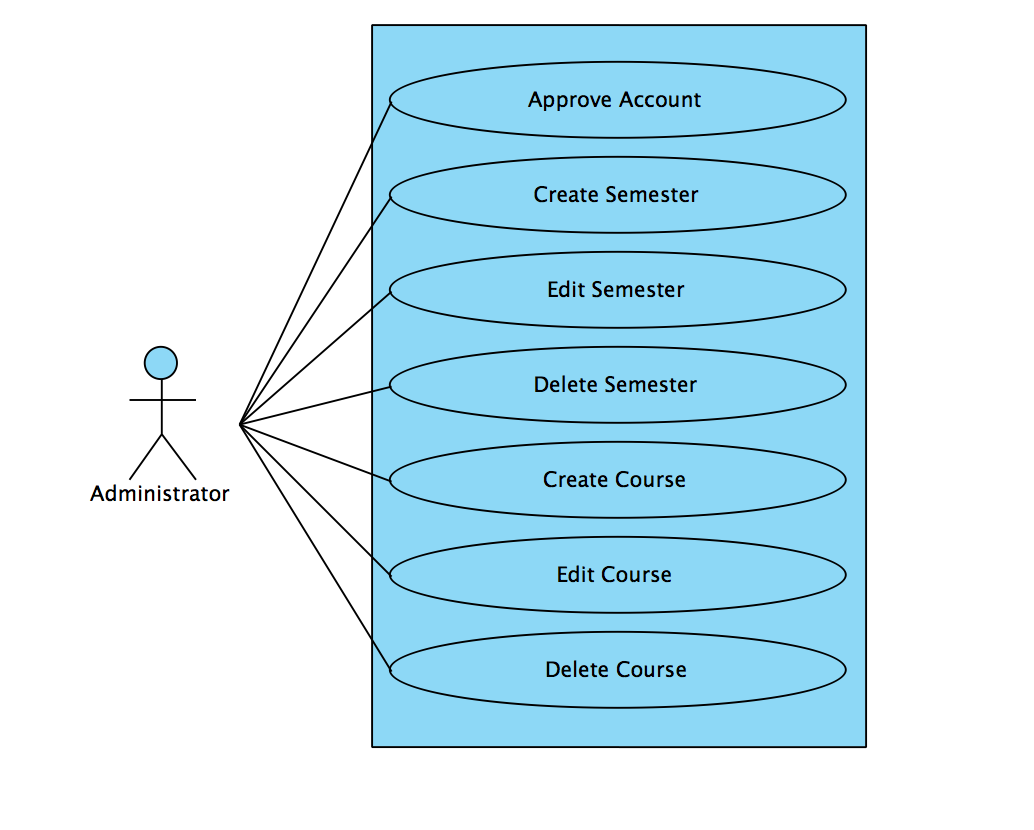 Approve Account
Create Semester
Edit Semester
Delete Semester
Create Course
Edit Course
Delete Course
Administrator